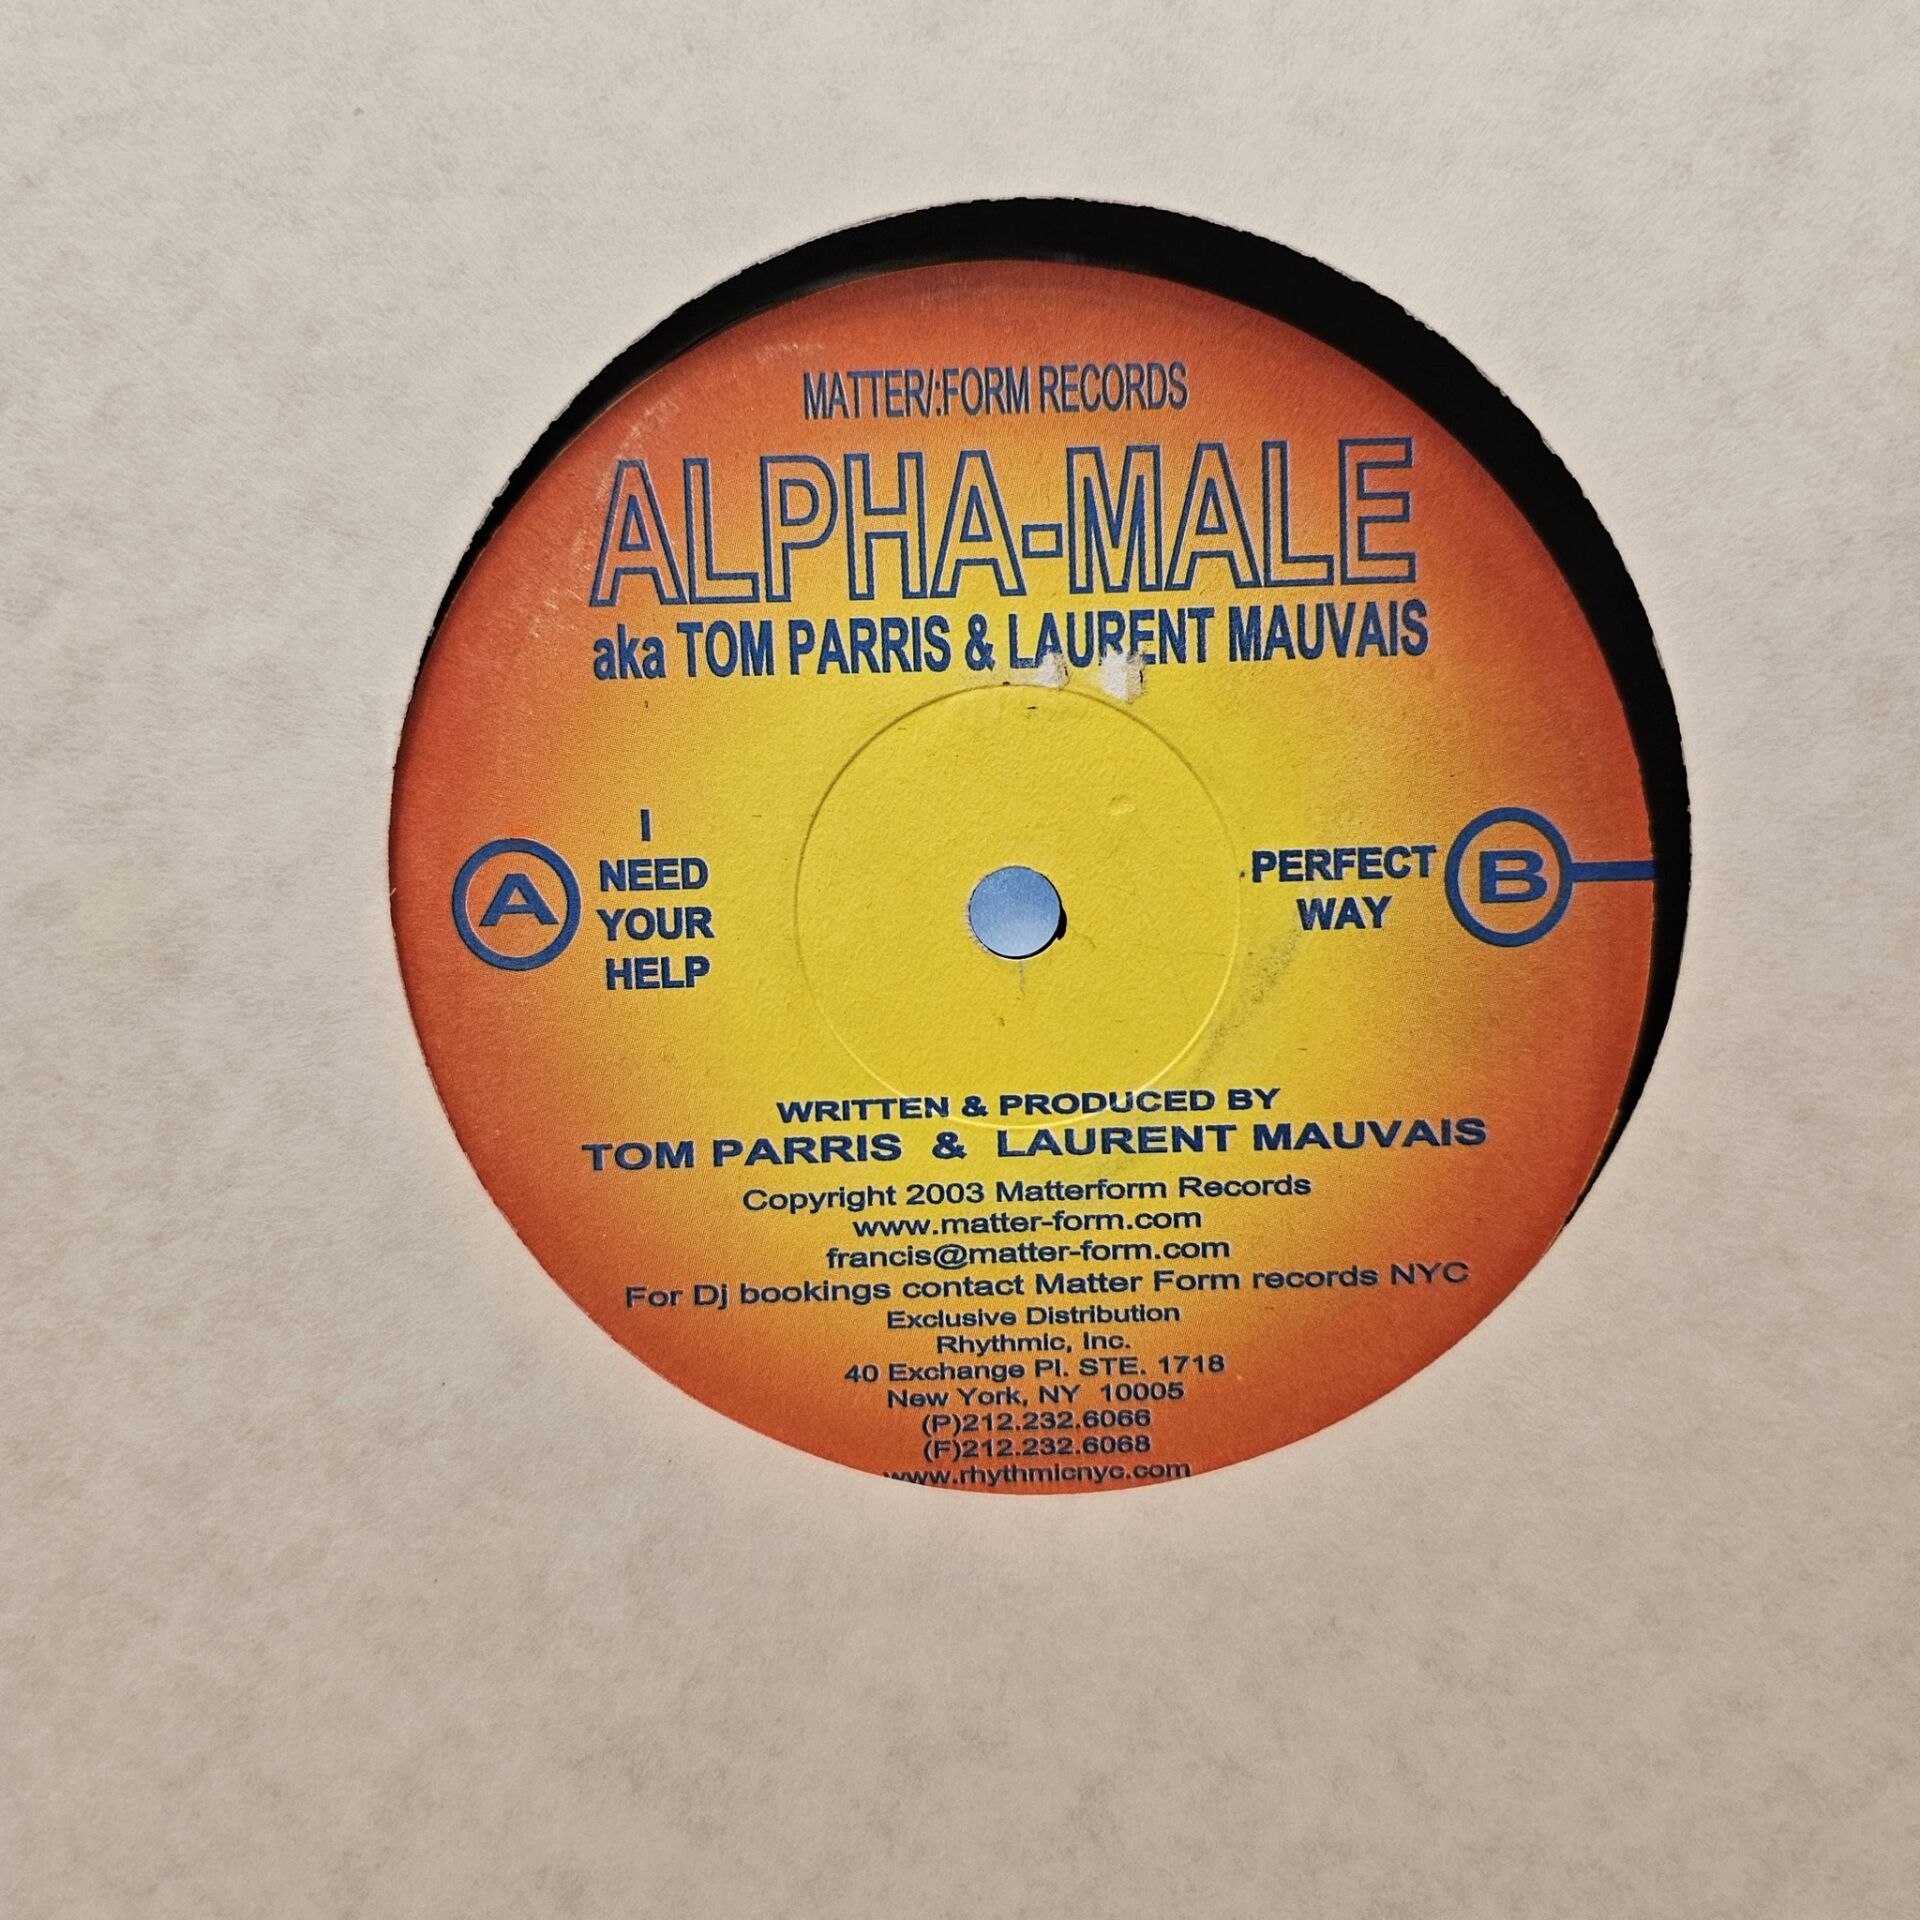 MATTER/:FORM RECORDS
ALPHA-MALE
aka TOM PARRIS & LAURENT MAUVAIS
A
I
NEED
YOUR
HELP
PERFECT
WAY
B
WRITTEN & PRODUCED BY
TOM PARRIS & LAURENT MAUVAIS
Copyright 2003 Matterform Records
www.matter-form.com
francis@matter-form.com
For Dj bookings contact Matter Form records NYC
Exclusive Distribution
Rhythmic, Inc.
40 Exchange Pl. STE. 1718
New York, NY 10005
(P)212.232.6066
(F)212.232.6068
www.rhythmicnyc.com